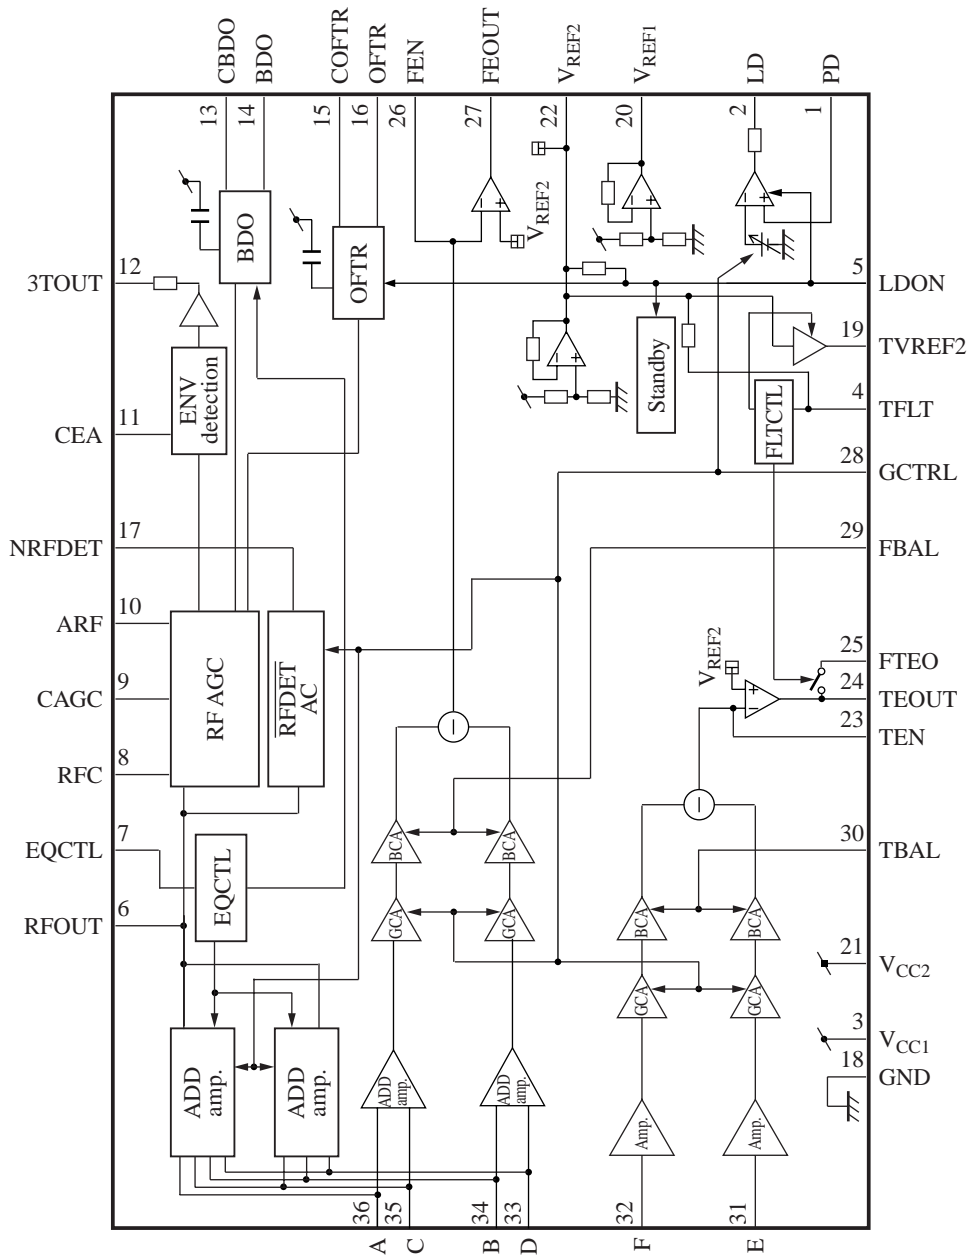 CBDO
BDO
COFTR
OFTR
FEN
FEOUT
VREF2
VREF1
LD
PD
13
14
15
16
26
27
22
20
2
1
3TOUT
12
BDO
OFTR
VREF2
−
+
−
+
−
+
5
LDON
ENV
detection
−
+
Standby
19
TVREF2
4
TFLT
FLTCTL
CEA
11
28
GCTRL
NRFDET
17
29
FBAL
ARF
10
RF AGC
RFDET
AC
VREF2
25
FTEO
CAGC
9
+
−
24
TEOUT
−
23
TEN
RFC
8
−
EQCTL
7
BCA
BCA
30
TBAL
EQCTL
RFOUT
6
GCA
GCA
BCA
BCA
21
VCC2
GCA
GCA
3
VCC1
ADD
amp.
ADD
amp.
ADD
amp.
ADD
amp.
18
GND
Amp.
Amp.
36
35
34
33
32
31
A
C
B
D
F
E